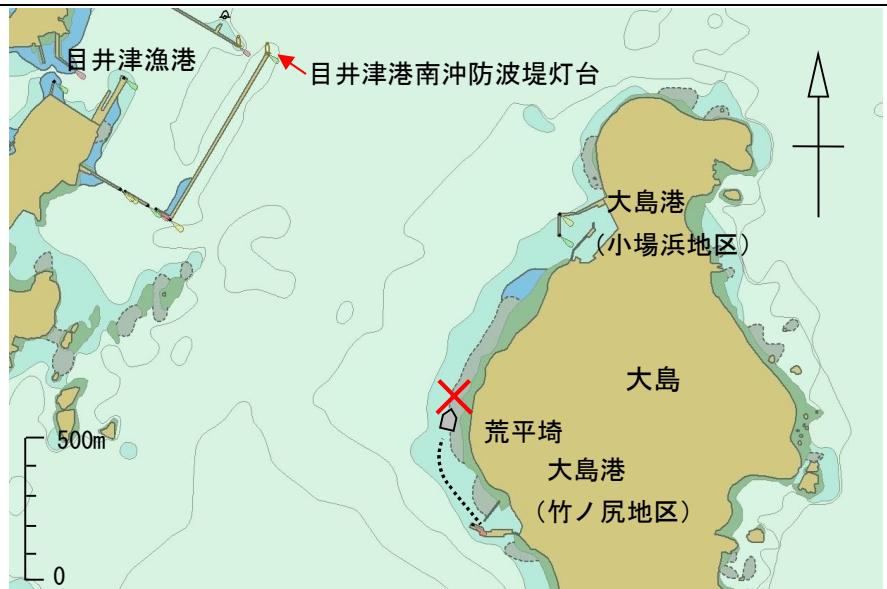 目井津漁港
目井津港南沖防波堤灯台
大島港
(小場浜地区)
大島
荒平埼
大島港
(竹ノ尻地区)
500m
0